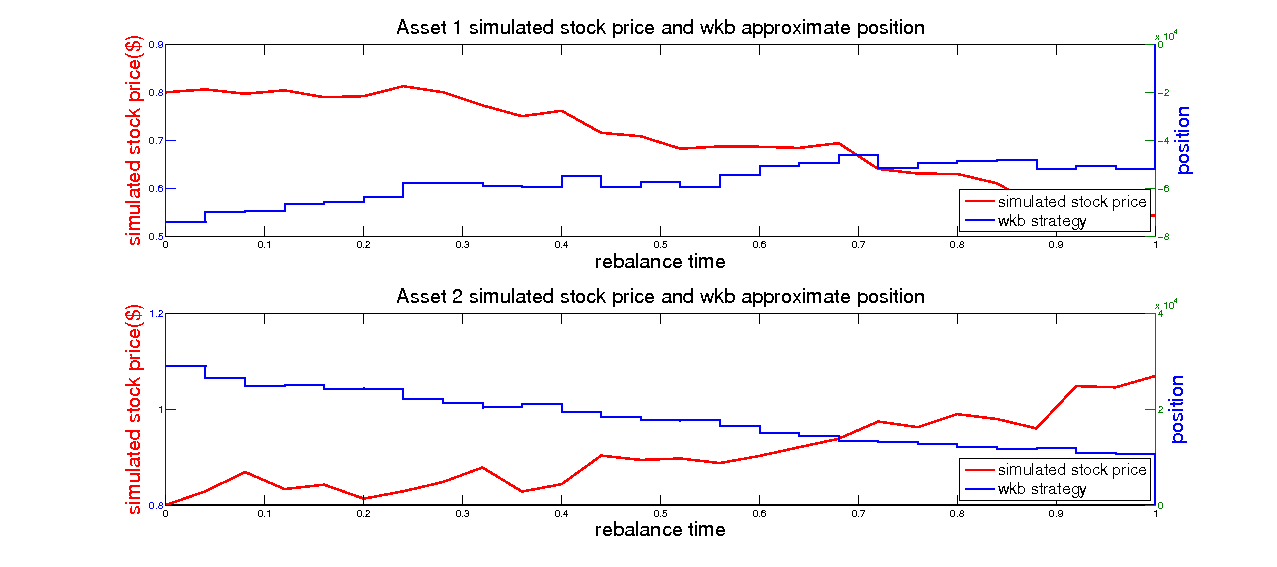 Asset 1 simulated stock price and wkb approximate position
x 10^4
0.9
0.8
0.7
0.6
0.5
simulated stock price($)
0
-2
-4
-6
-8
position
simulated stock price
wkb strategy
0 0.1 0.2 0.3 0.4 0.5 0.6 0.7 0.8 0.9 1
rebalance time
Asset 2 simulated stock price and wkb approximate position
x 10^4
1.2
1
0.8
simulated stock price($)
4
2
0
position
simulated stock price
wkb strategy
0 0.1 0.2 0.3 0.4 0.5 0.6 0.7 0.8 0.9 1
rebalance time